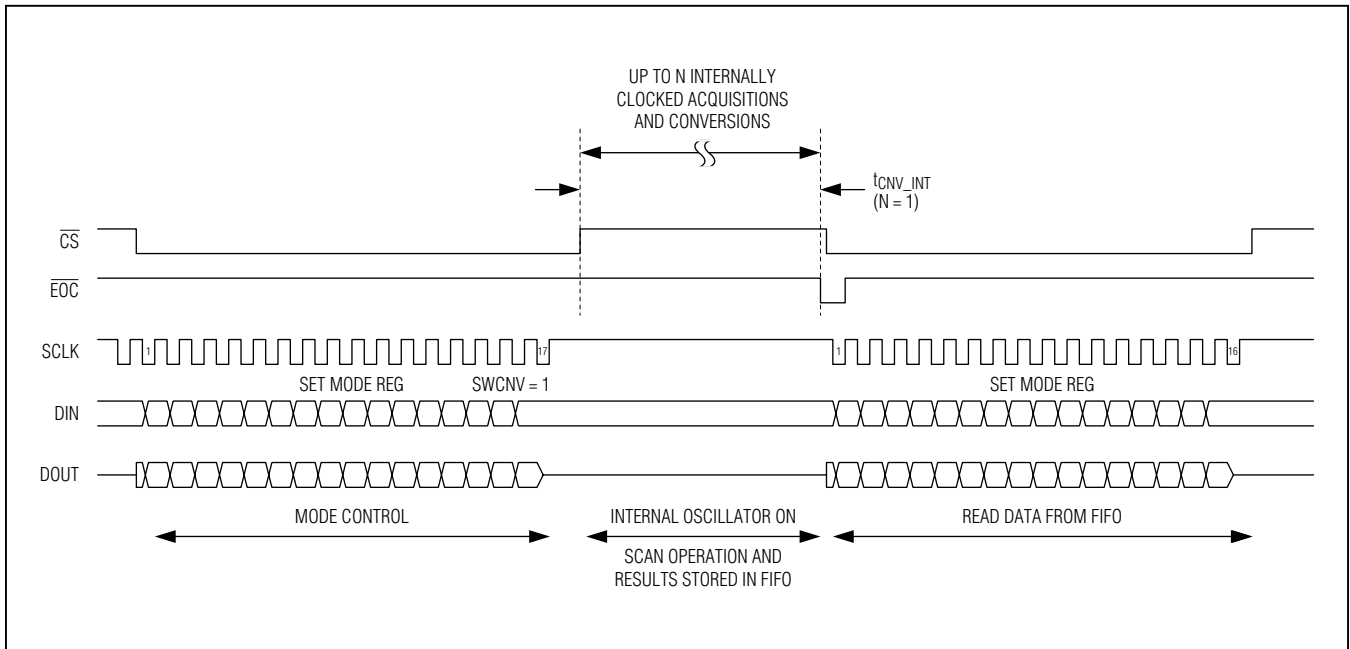 UP TO N INTERNALLY
CLOCKED ACQUISITIONS
AND CONVERSIONS
tCNV_INT
(N = 1)
CS
EOC
SCLK
1
17
1
16
SET MODE REG
SWCNV = 1
SET MODE REG
DIN
DOUT
MODE CONTROL
INTERNAL OSCILLATOR ON
READ DATA FROM FIFO
SCAN OPERATION AND
RESULTS STORED IN FIFO